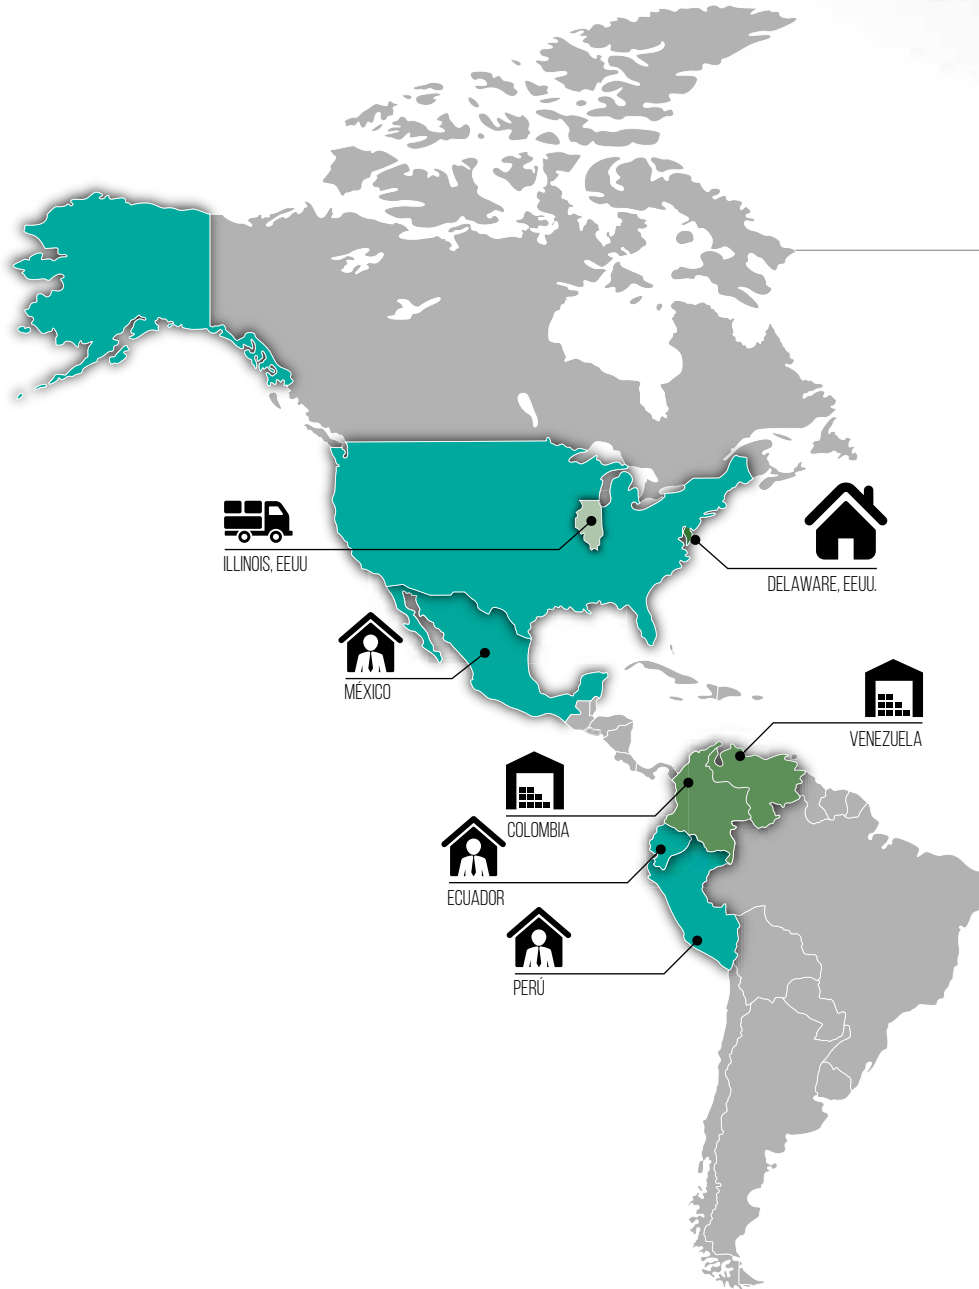 ILLINOIS, EEUU
DELAWARE, EEUU.
MÉXICO
VENEZUELA
COLOMBIA
ECUADOR
PERÚ